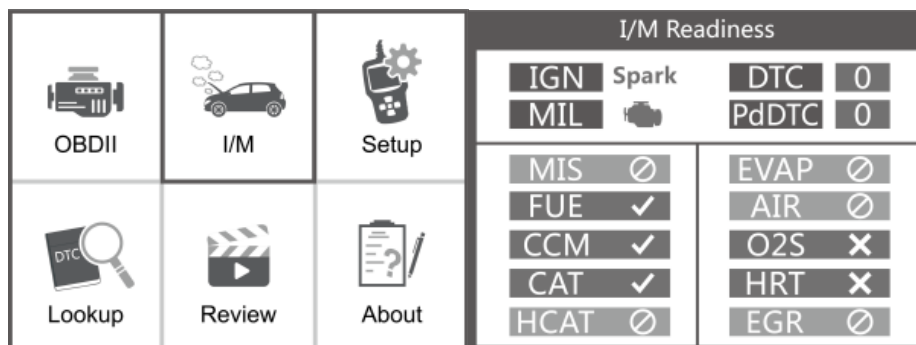 OBDII
I/M
Setup
DTC
Lookup
Review
About
I/M Readiness
IGN Spark DTC 0
MIL PdDTC 0
MIS EVAP
FUE AIR
CCM O2S
CAT HRT
HCAT EGR